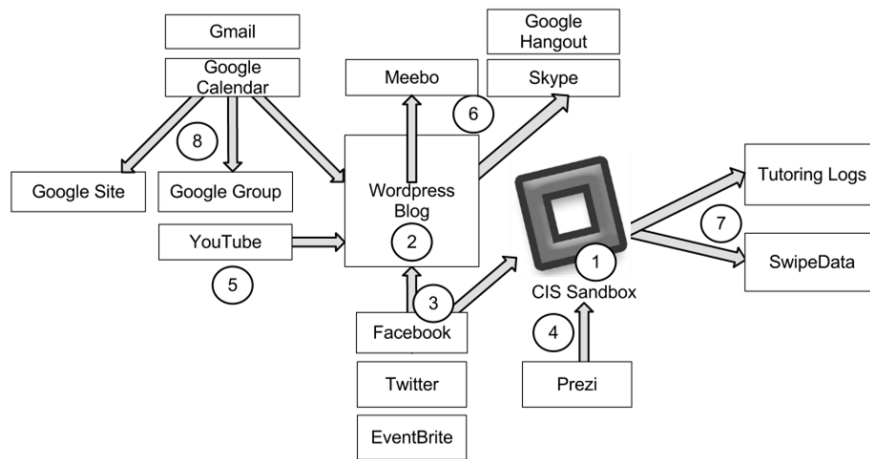 Gmail
Google
Calendar
8
Google Site
Google Group
YouTube
5
Meebo
6
Google
Hangout
Skype
Wordpress
Blog
2
3
Facebook
Twitter
EventBrite
1
CIS Sandbox
4
Prezi
7
Tutoring Logs
SwipeData